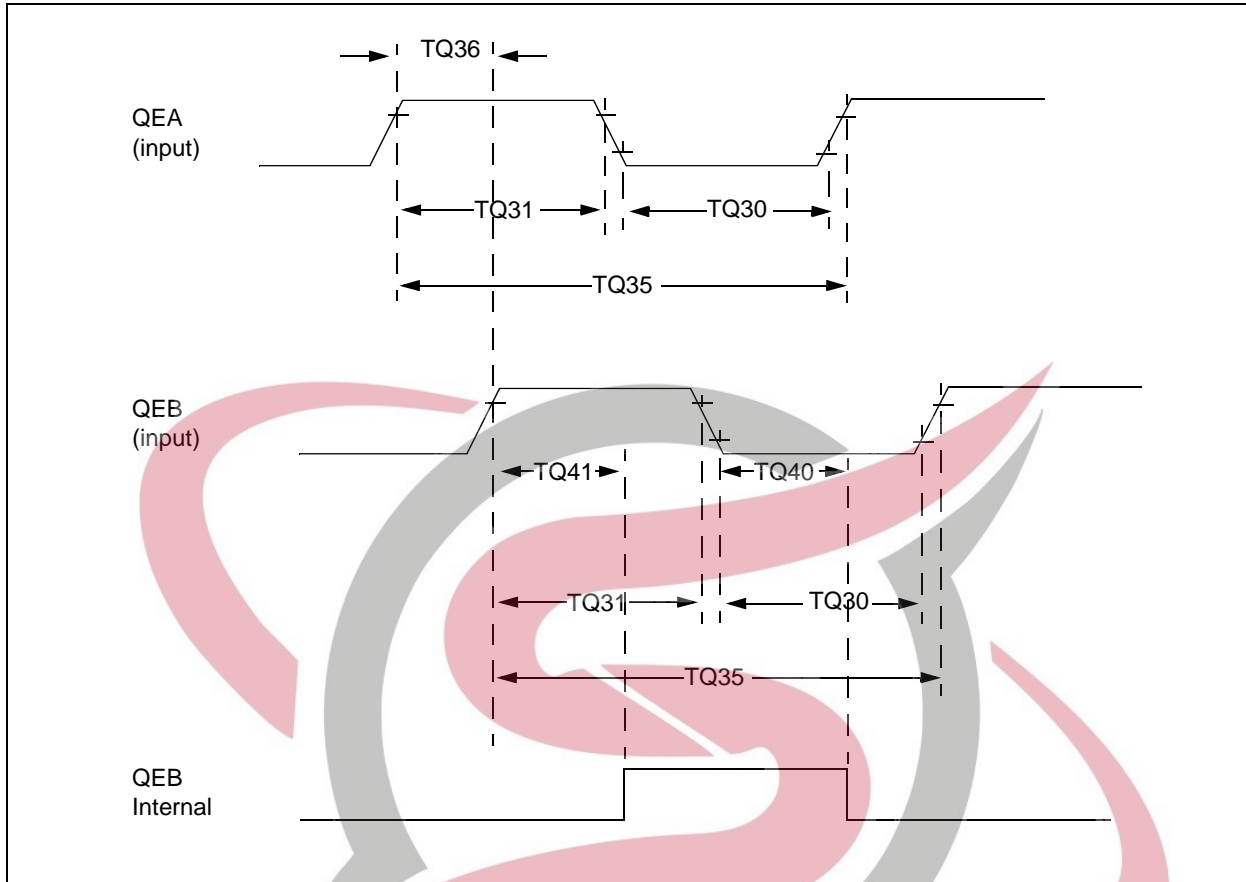 TQ36
QEA
(input)
TQ31
TQ30
TQ35
QEB
(input)
TQ41
TQ40
TQ31
TQ30
TQ35
QEB
Internal